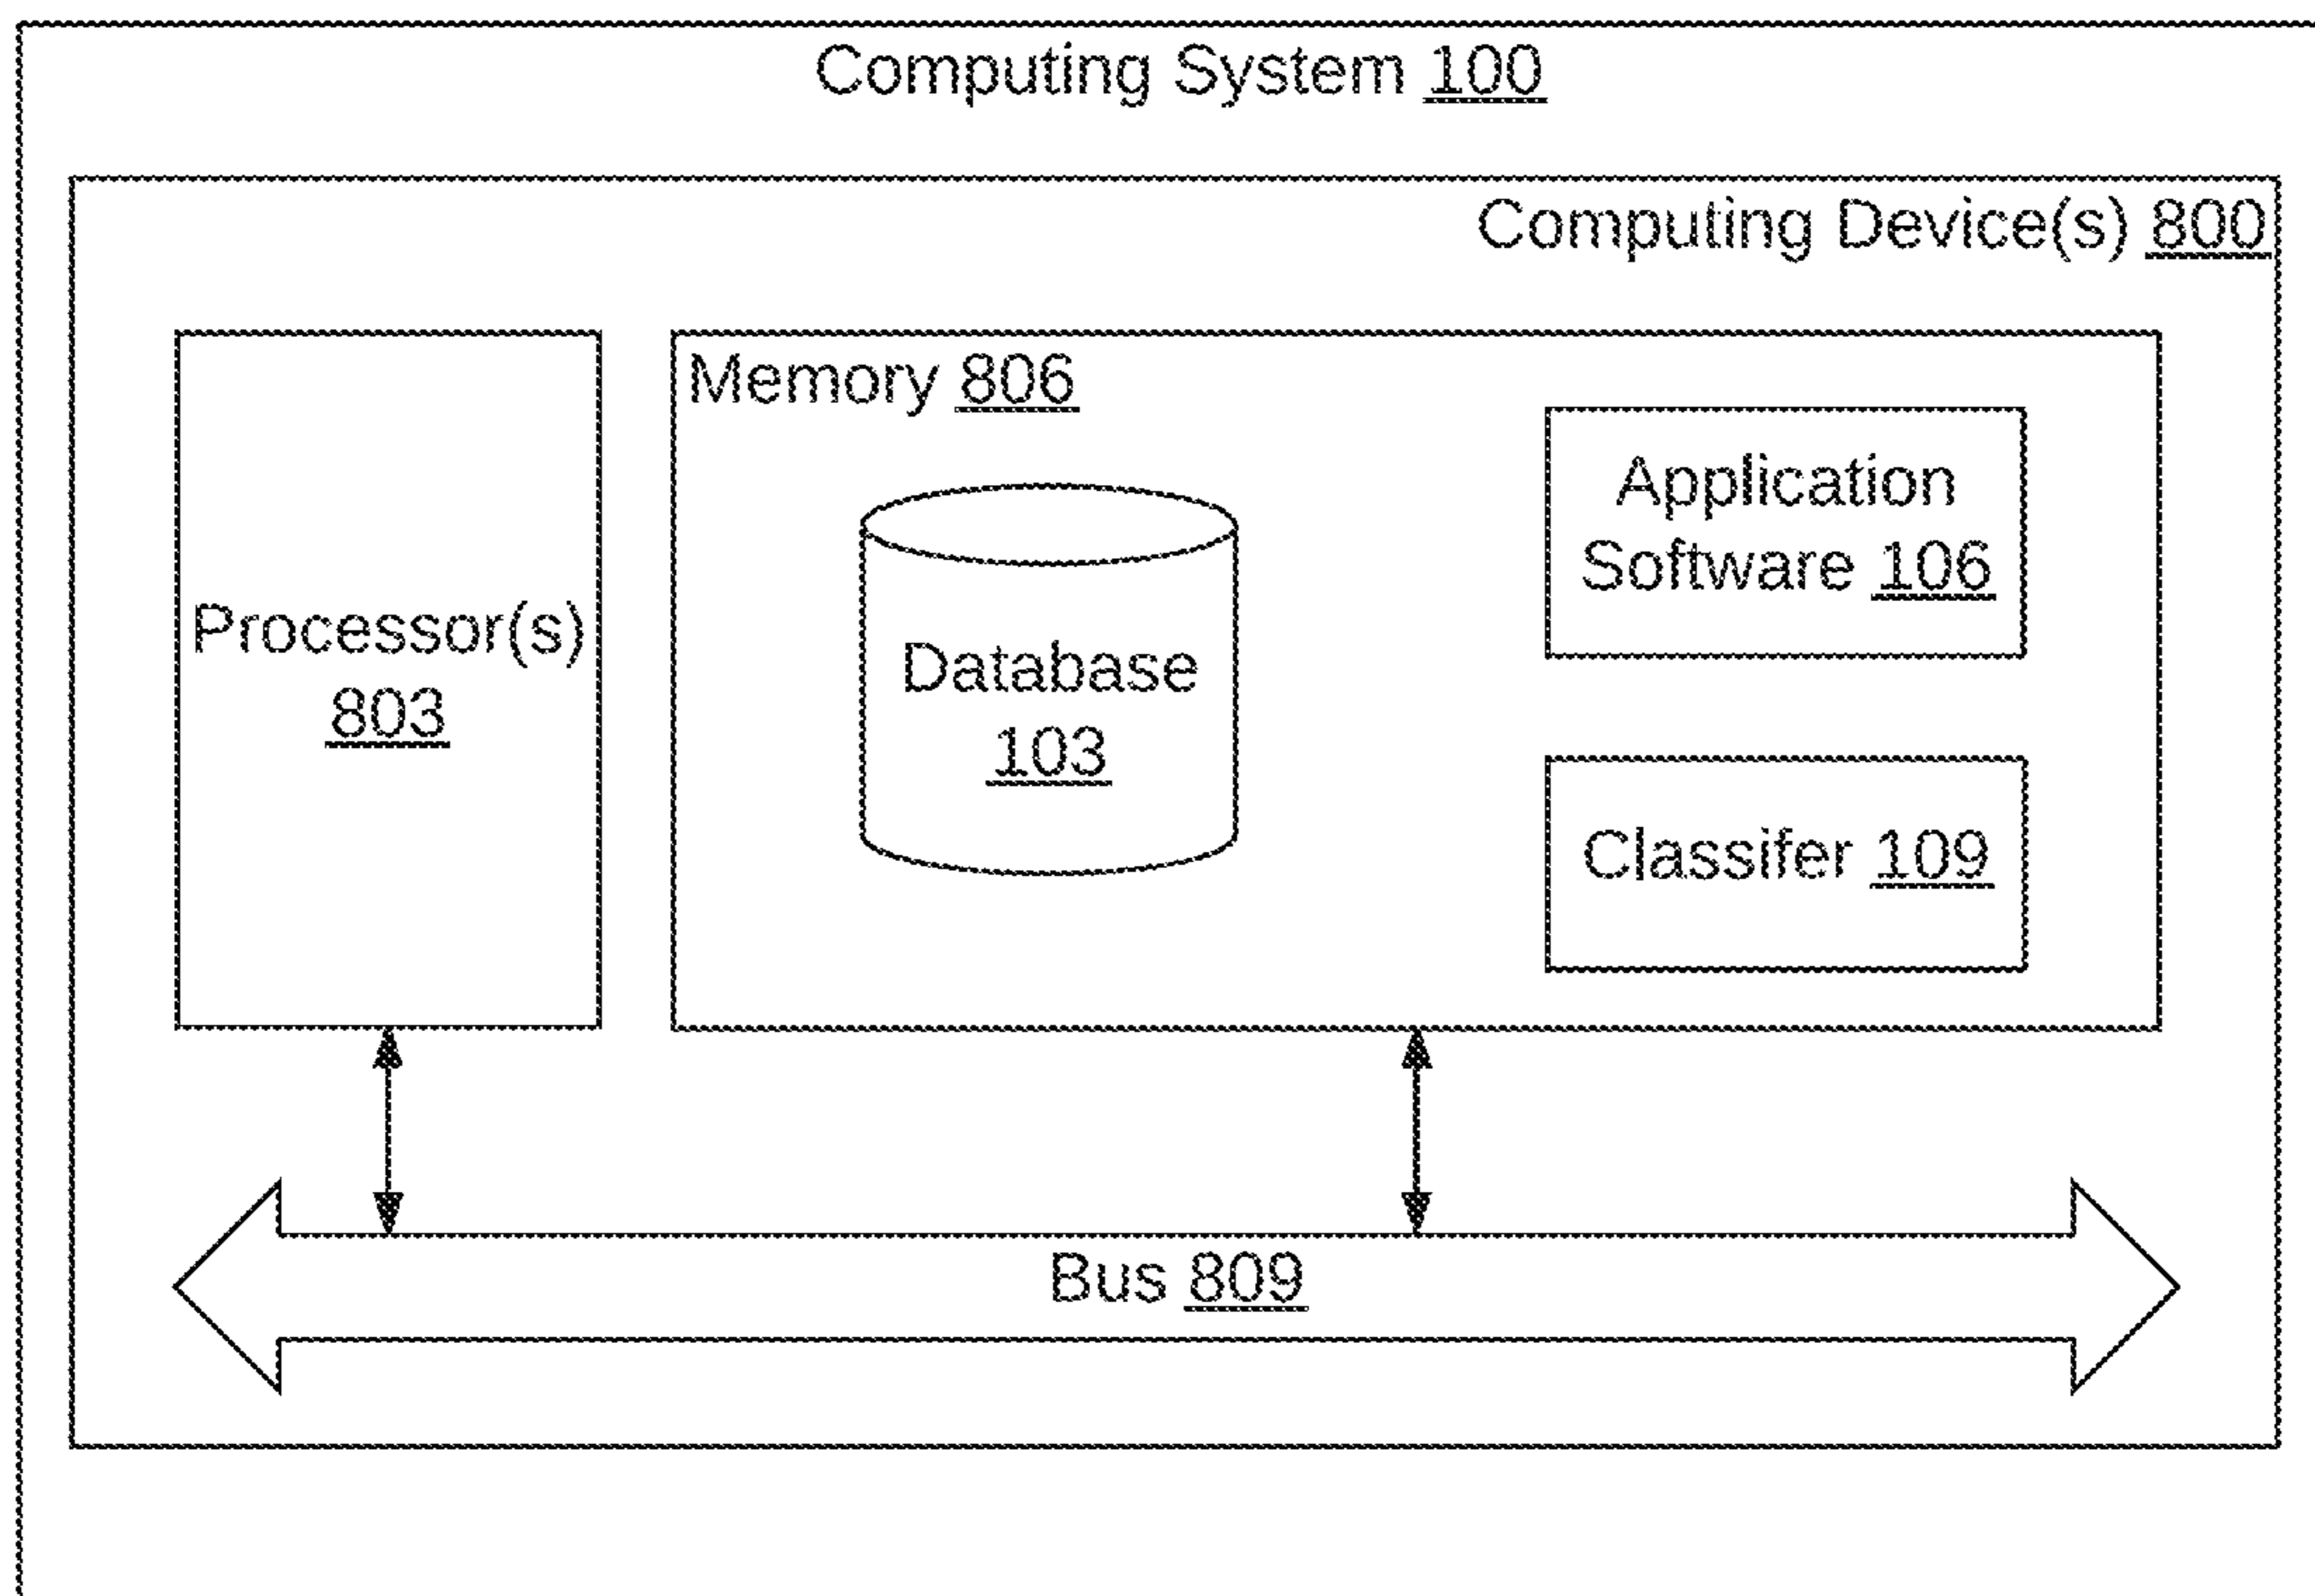 Computing System 100
Computing Device(s) 800
Memory 806
Application
Software 106
Processor(s)
803
Database
103
Classifer 109
Bus 809